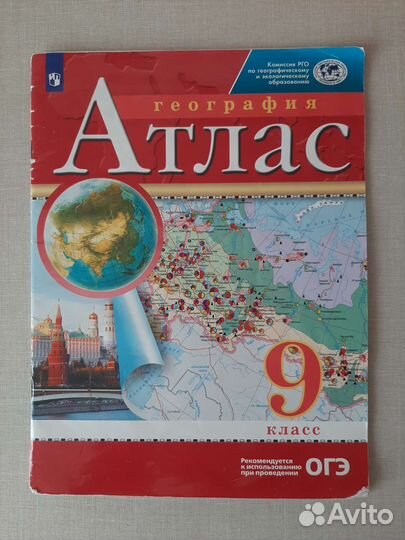 Комиссия РГО
по географическому
и экологическому
образованию
география
Атлас
9
класс
Рекомендуется
к использованию
при проведении
ОГЭ
Avito